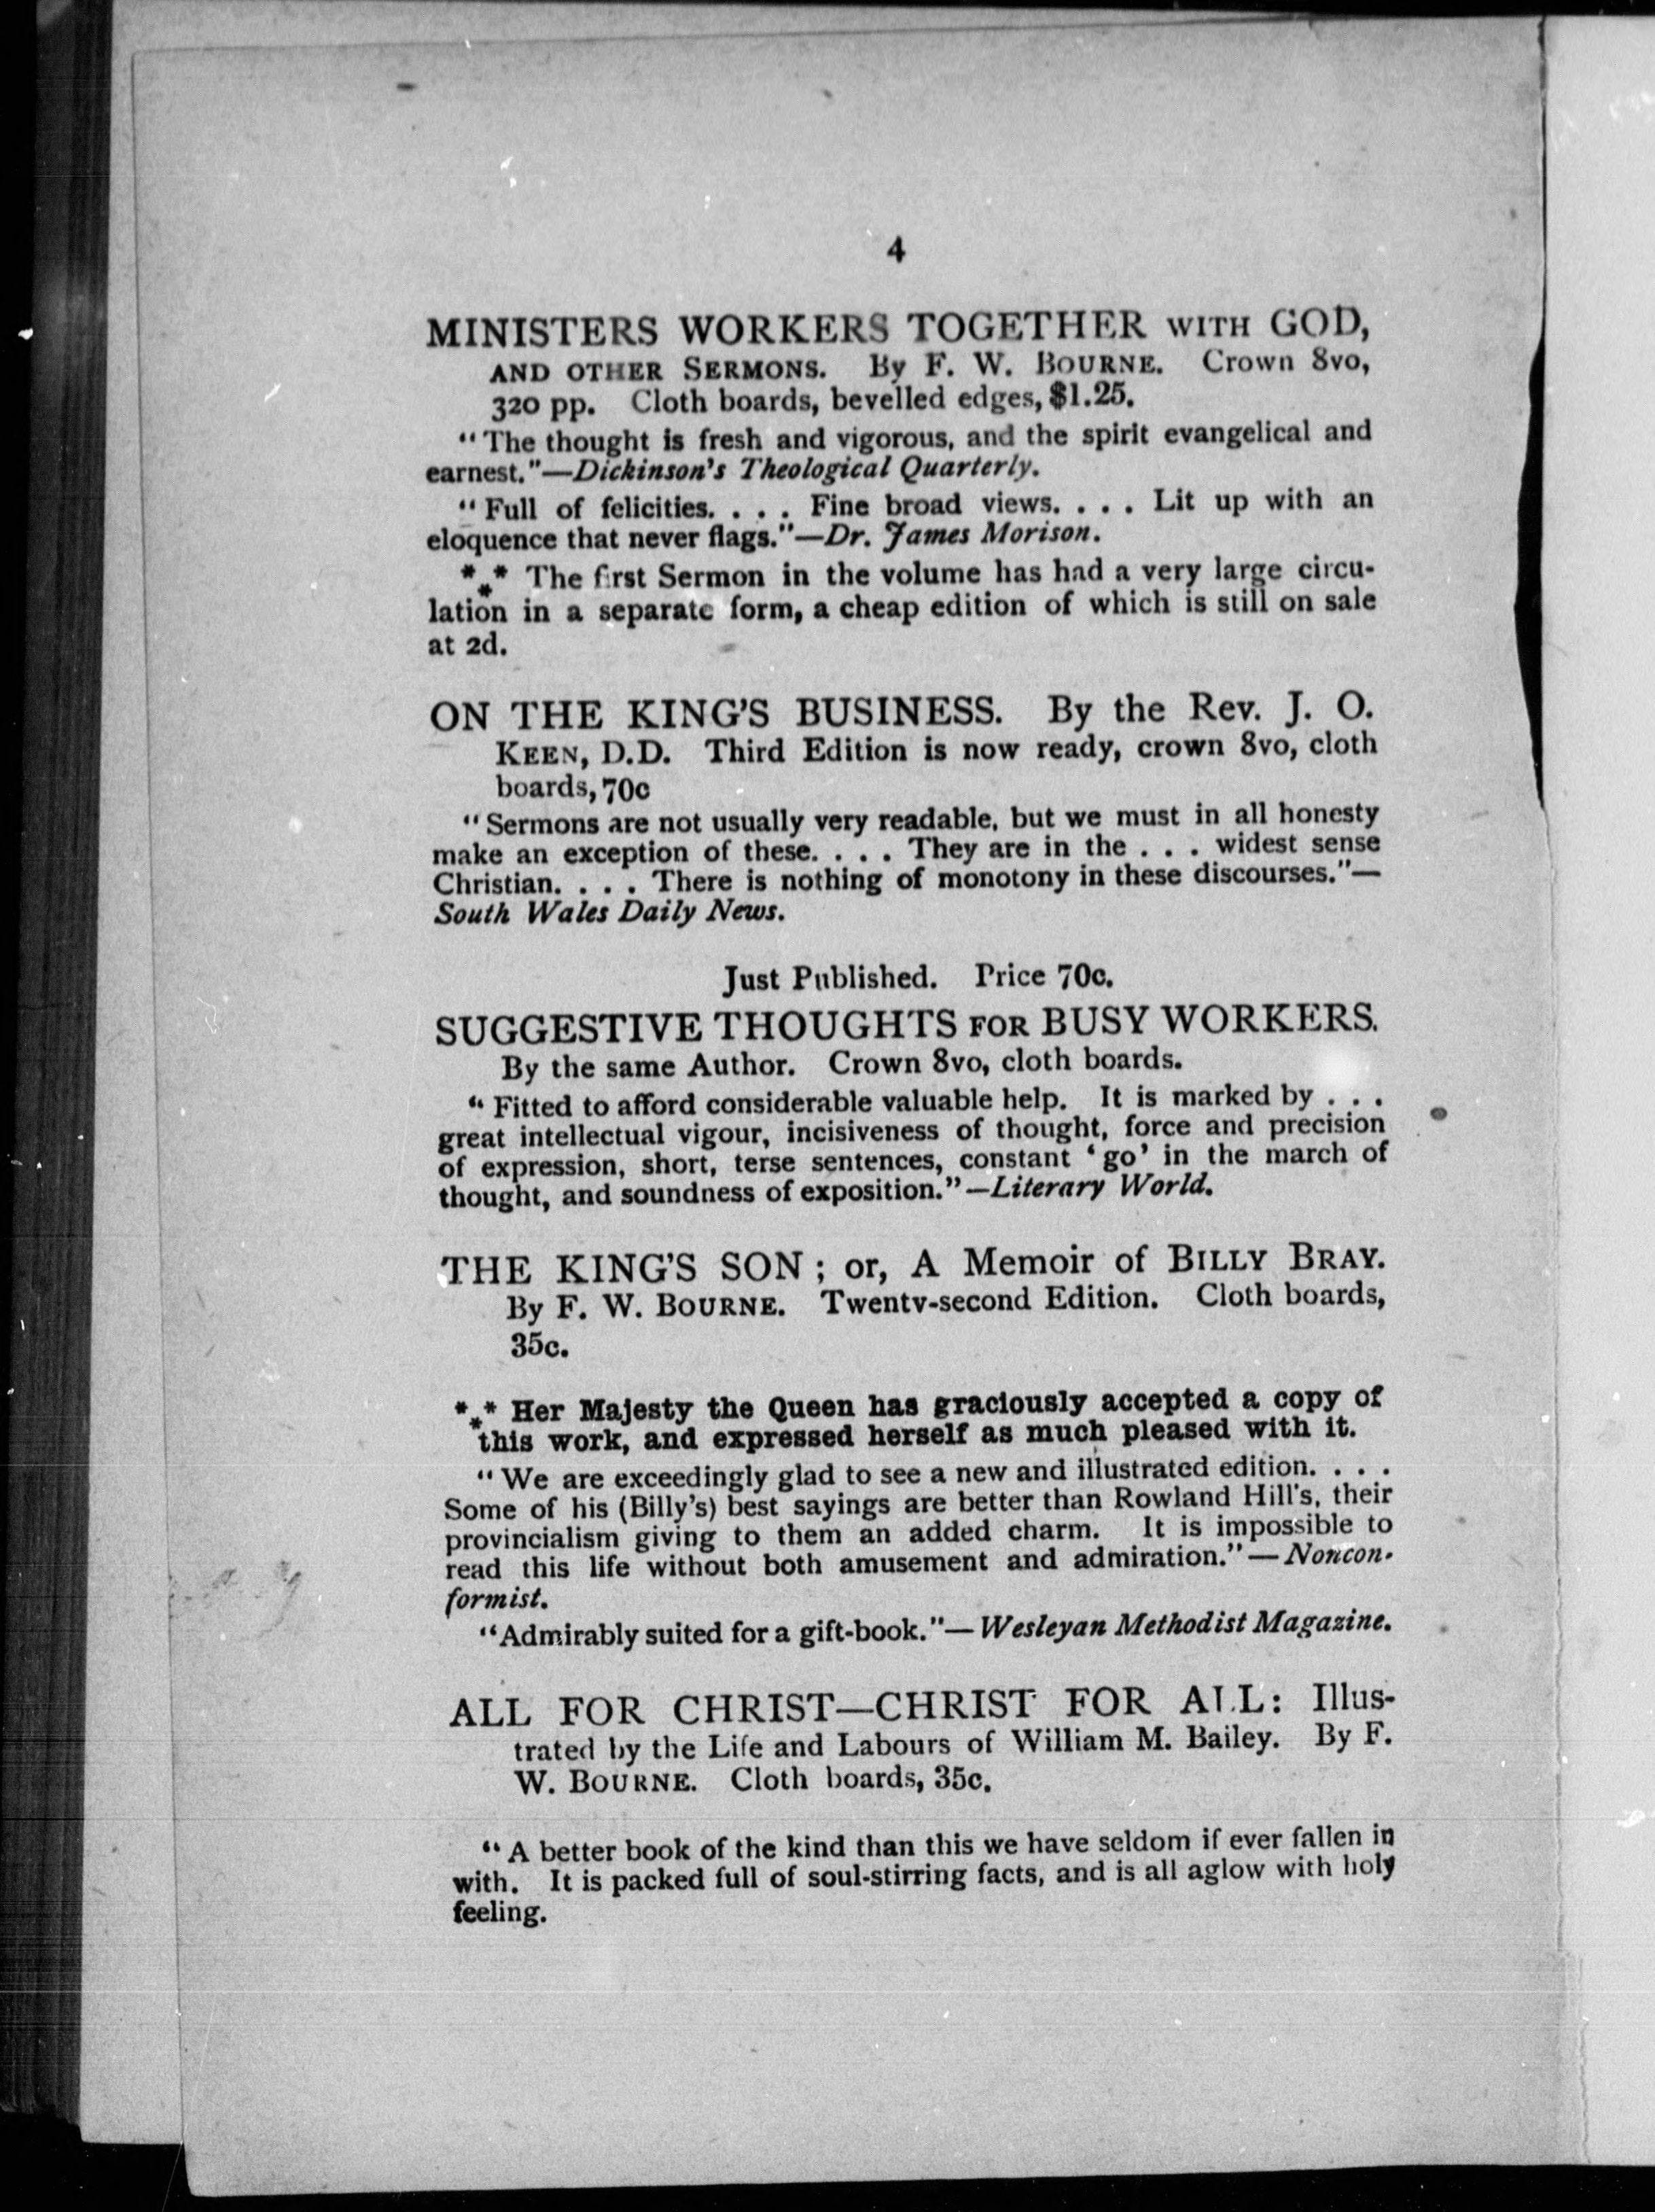 4
MINISTERS WORKERS TOGETHER WITH GOD,
AND OTHER SERMONS. By F. W. BOURNE. Crown 8vo,
320 pp. Cloth boards, bevelled edges, $1.25.
"The thought is fresh and vigorous, and the spirit evangelical and
earnest."—Dickinson's Theological Quarterly.
"Full of felicities. . . . Fine broad views. . . . Lit up with an
eloquence that never flags."—Dr. James Morison.
*⁎* The first Sermon in the volume has had a very large circu-
lation in a separate form, a cheap edition of which is still on sale
at 2d.
ON THE KING'S BUSINESS. By the Rev. J. O.
KEEN, D.D. Third Edition is now ready, crown 8vo, cloth
boards, 70c
"Sermons are not usually very readable, but we must in all honesty
make an exception of these. . . . They are in the . . . widest sense
Christian. . . . There is nothing of monotony in these discourses."—
South Wales Daily News.
Just Published. Price 70c.
SUGGESTIVE THOUGHTS FOR BUSY WORKERS.
By the same Author. Crown 8vo, cloth boards.
"Fitted to afford considerable valuable help. It is marked by . . .
great intellectual vigour, incisiveness of thought, force and precision
of expression, short, terse sentences, constant 'go' in the march of
thought, and soundness of exposition."—Literary World.
THE KING'S SON; or, A Memoir of BILLY BRAY.
By F. W. BOURNE. Twenty-second Edition. Cloth boards,
35c.
*⁎* Her Majesty the Queen has graciously accepted a copy of
this work, and expressed herself as much pleased with it.
"We are exceedingly glad to see a new and illustrated edition. . . .
Some of his (Billy's) best sayings are better than Rowland Hill's, their
provincialism giving to them an added charm. It is impossible to
read this life without both amusement and admiration."—Noncon-
formist.
"Admirably suited for a gift-book."—Wesleyan Methodist Magazine.
ALL FOR CHRIST—CHRIST FOR ALL: Illus-
trated by the Life and Labours of William M. Bailey. By F.
W. BOURNE. Cloth boards, 35c.
"A better book of the kind than this we have seldom if ever fallen in
with. It is packed full of soul-stirring facts, and is all aglow with holy
feeling.